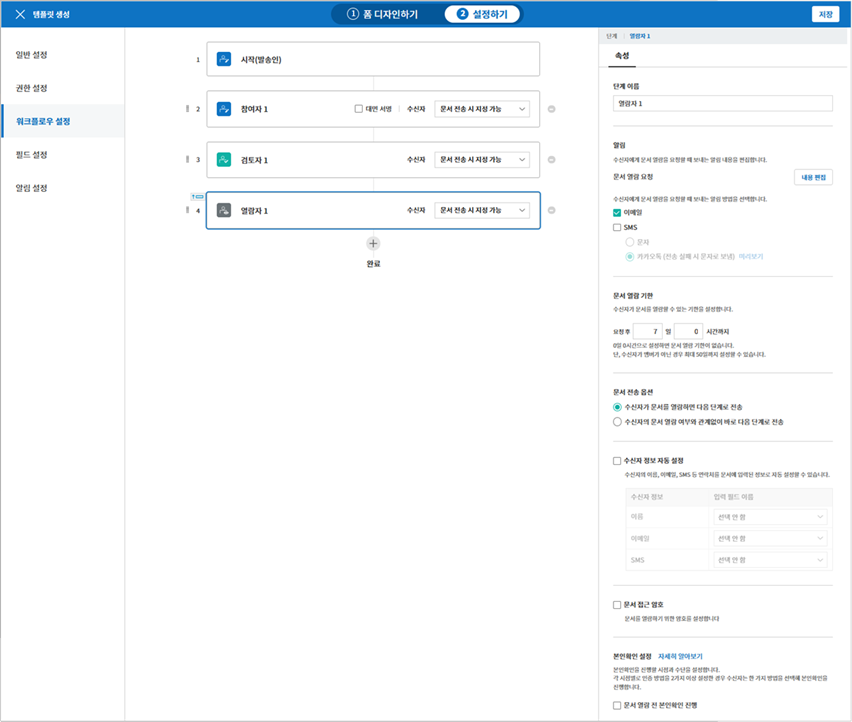 템플릿 생성
1 폼 디자인하기
2 설정하기
저장
일반 설정
권한 설정
워크플로우 설정
필드 설정
알림 설정
1 시작(발송인)
2 참여자 1 대면 서명 수신자 문서 전송 시 지정 가능
3 검토자 1 수신자 문서 전송 시 지정 가능
4 열람자 1 수신자 문서 전송 시 지정 가능
완료
단계 열람자 1
속성
단계 이름
열람자 1
알림
수신자에게 문서 열람을 요청할 때 보내는 알림 내용을 편집합니다.
문서 열람 요청 내용 편집
수신자에게 문서 열람을 요청할 때 보내는 알림 방법을 선택합니다.
이메일
SMS
문자
카카오톡 (전송 실패 시 문자로 보냄) 미리보기
문서 열람 기한
수신자가 문서를 열람할 수 있는 기한을 설정합니다.
요청 후 7 일 0 시간까지
0일 0시간으로 설정하면 문서 열람 기한이 없습니다.
단, 수신자가 멤버가 아닌 경우 최대 50일까지 설정할 수 있습니다.
문서 전송 옵션
수신자가 문서를 열람하면 다음 단계로 전송
수신자의 문서 열람 여부와 관계없이 바로 다음 단계로 전송
수신자 정보 자동 설정
수신자의 이름, 이메일, SMS 등 연락처를 문서에 입력된 정보로 자동 설정할 수 있습니다.
수신자 정보 입력 필드 이름
이름 선택 안 함
이메일 선택 안 함
SMS 선택 안 함
문서 접근 암호
문서를 열람하기 위한 암호를 설정합니다
본인확인 설정 자세히 알아보기
본인확인을 진행할 시점과 수단을 설정합니다.
각 시점별로 인증 방법을 2가지 이상 설정한 경우 수신자는 한 가지 방법을 선택해 본인확인을
진행합니다.
문서 열람 전 본인확인 진행